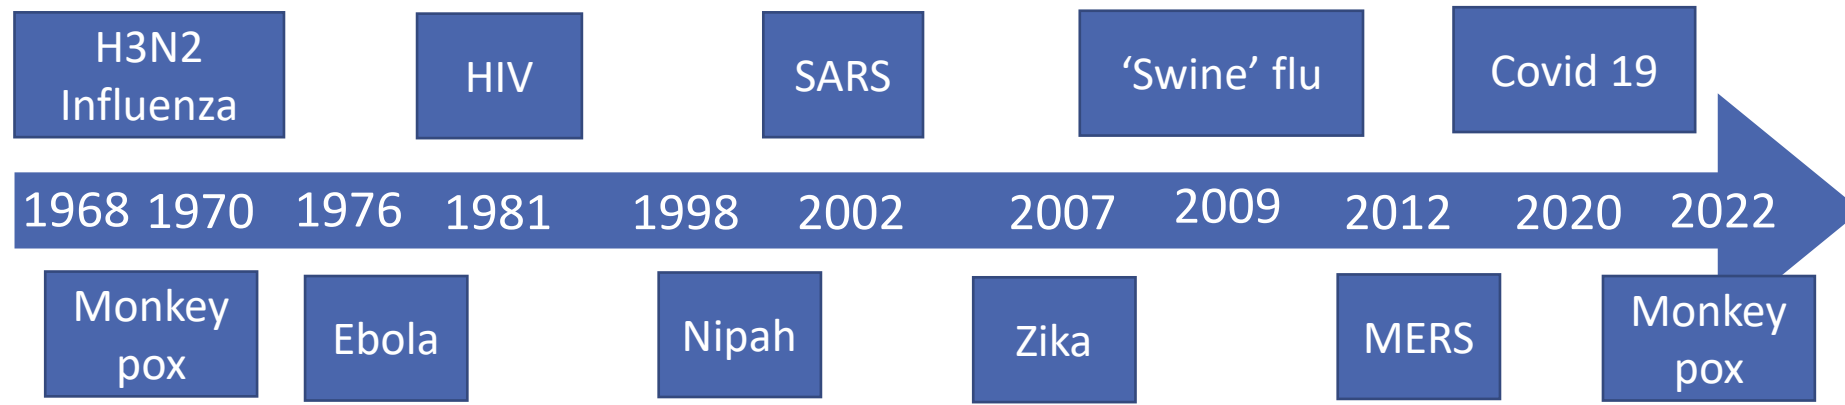 H3N2
Influenza
HIV
SARS
‘Swine’ flu
Covid 19
1968 1970 1976 1981 1998 2002 2007 2009 2012 2020 2022
Monkey
pox
Ebola
Nipah
Zika
MERS
Monkey
pox